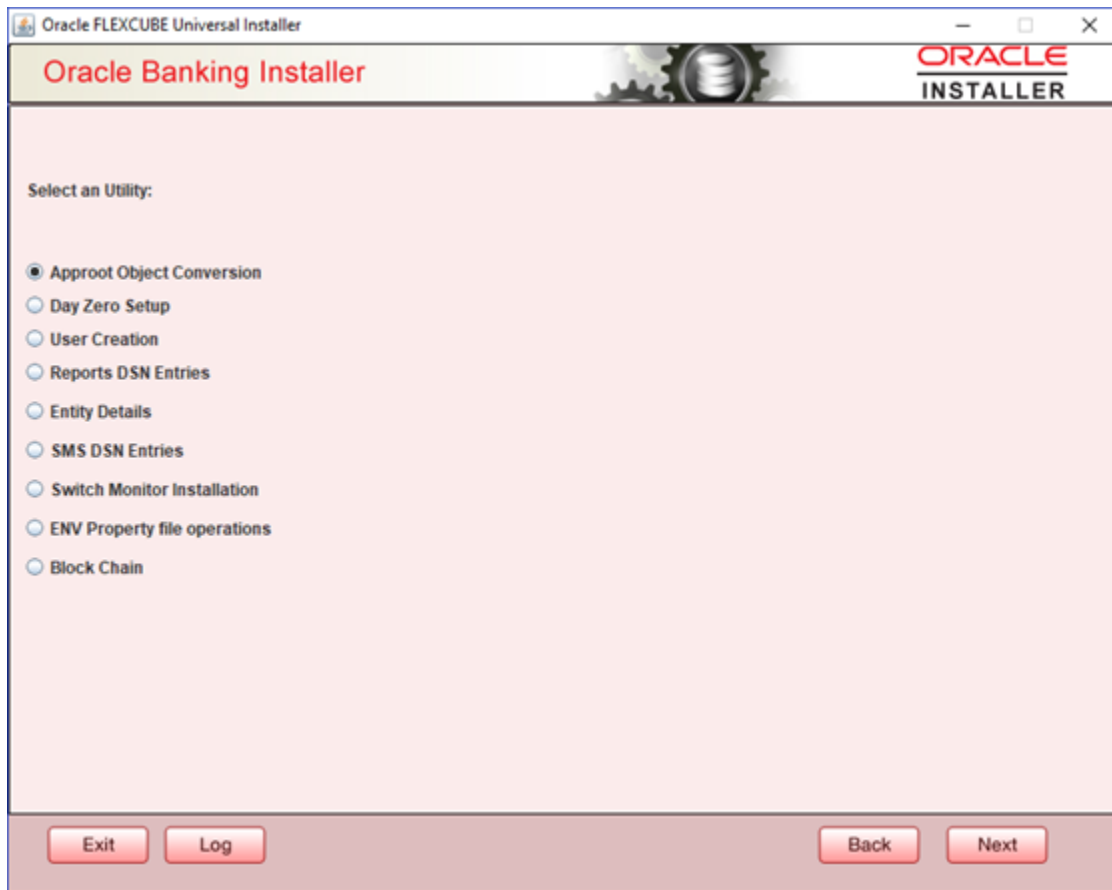 Oracle FLEXCUBE Universal Installer
Oracle Banking Installer
ORACLE
INSTALLER
Select an Utility:
Approot Object Conversion
Day Zero Setup
User Creation
Reports DSN Entries
Entity Details
SMS DSN Entries
Switch Monitor Installation
ENV Property file operations
Block Chain
Exit Log Back Next